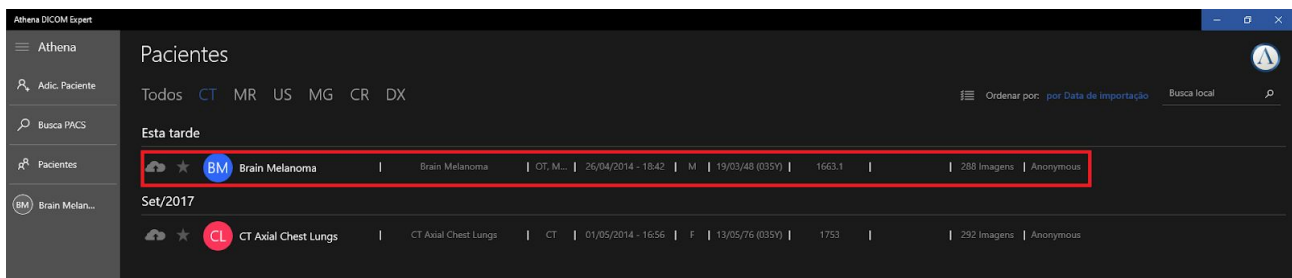 Athena DICOM Expert
Athena
Pacientes
Adic. Paciente
Todos CT MR US MG CR DX
Ordenar por: por Data de importação
Busca local
Busca PACS
Esta tarde
Pacientes
BM Brain Melanoma | Brain Melanoma | OT, M... | 26/04/2014 - 18:42 | M | 19/03/48 (035Y) | 1663.1 | | 288 Imagens | Anonymous
BM Brain Melan...
Set/2017
CL CT Axial Chest Lungs | CT Axial Chest Lungs | CT | 01/05/2014 - 16:56 | F | 13/05/76 (035Y) | 1753 | | 292 Imagens | Anonymous